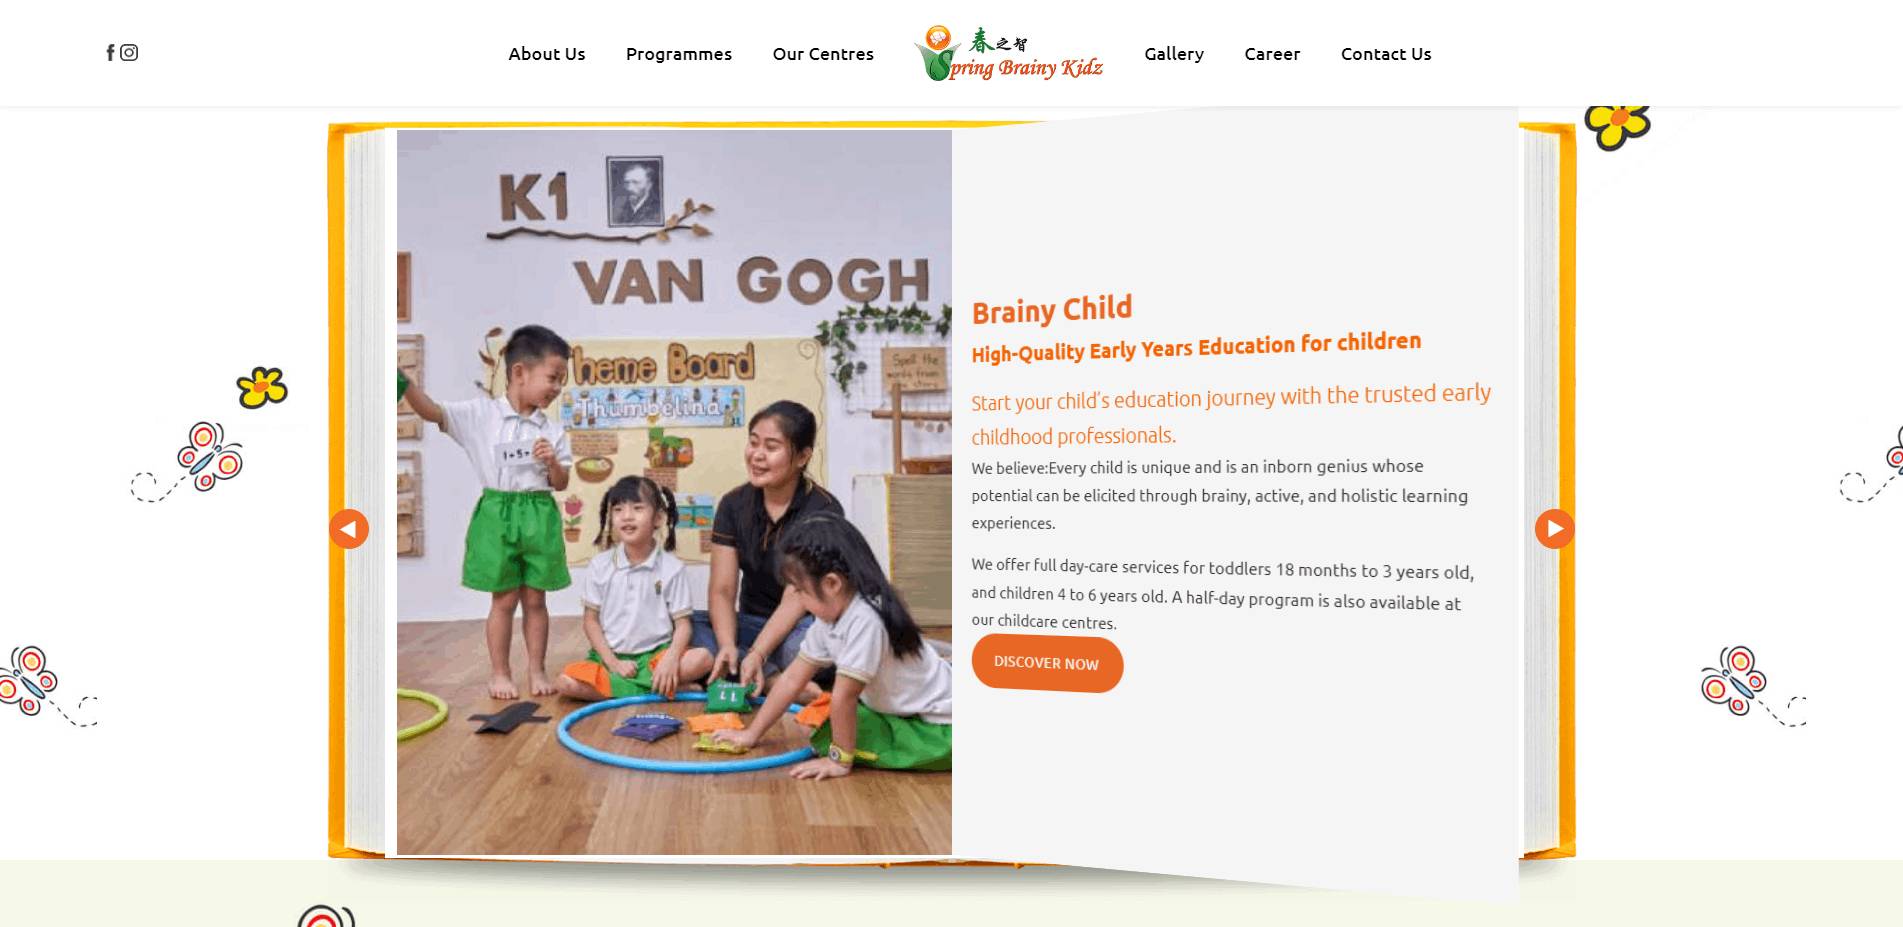 About Us
Programmes
Our Centres
春之智
Spring Brainy Kidz
Gallery
Career
Contact Us
K1
VAN GOGH
Theme Board
Thumbelina
Spell the
words from
story
1+5=
11
Brainy Child
High-Quality Early Years Education for children
Start your child's education journey with the trusted early
childhood professionals.
We believe:Every child is unique and is an inborn genius whose
potential can be elicited through brainy, active, and holistic learning
experiences.
We offer full day-care services for toddlers 18 months to 3 years old,
and children 4 to 6 years old. A half-day program is also available at
our childcare centres.
DISCOVER NOW